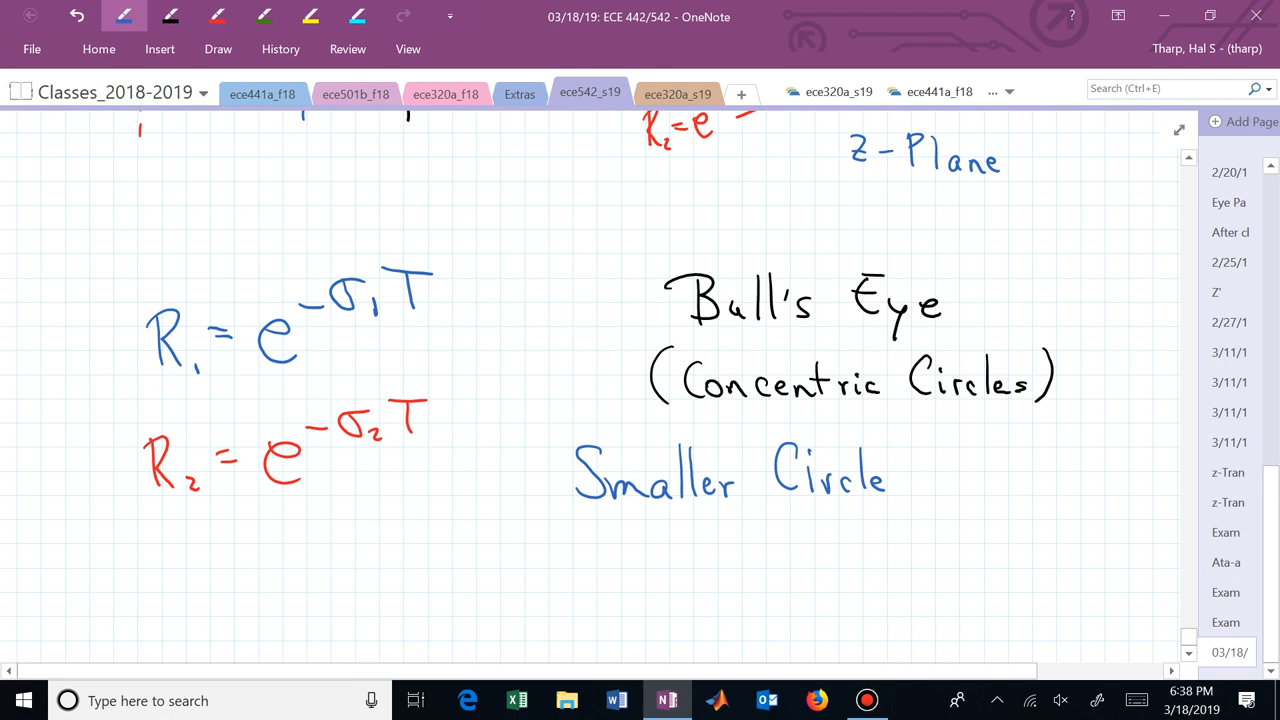 03/18/19: ECE 442/542 - OneNote
?
File Home Insert Draw History Review View
Tharp, Hal S - (tharp)
Classes_2018-2019
ece441a_f18 ece501b_f18 ece320a_f18 Extras ece542_s19 ece320a_s19 + ece320a_s19 ece441a_f18 ...
Search (Ctrl+E)
Add Page
R₂ = e
z - Plane
R₁ = e^{-σ₁T}
R₂ = e^{-σ₂T}
Bull's Eye
(Concentric Circles)
Smaller Circle
2/20/1
Eye Pa
After cl
2/25/1
Z'
2/27/1
3/11/1
3/11/1
3/11/1
3/11/1
z-Tran
z-Tran
Exam
Ata-a
Exam
Exam
03/18/
Type here to search
6:38 PM
3/18/2019